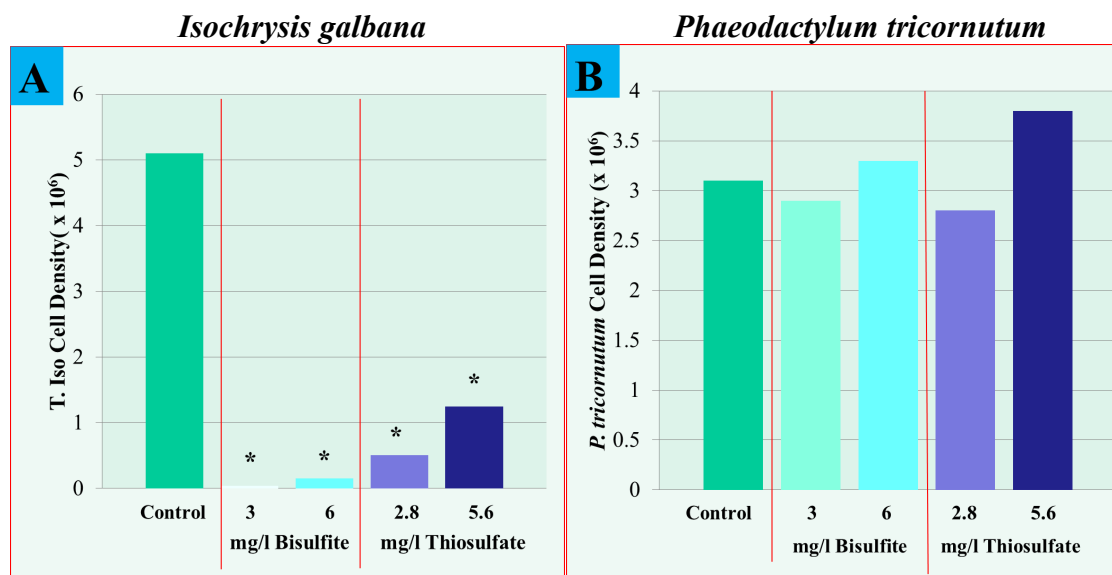 Isochrysis galbana
Phaeodactylum tricornutum
A
T. Iso Cell Density( x 10⁶)
6
5
4
3
2
1
0
*
*
*
*
Control 3 6 2.8 5.6
mg/l Bisulfite mg/l Thiosulfate
B
P. tricornutum Cell Density (x 10⁶)
4
3.5
3
2.5
2
1.5
1
0.5
0
Control 3 6 2.8 5.6
mg/l Bisulfite mg/l Thiosulfate